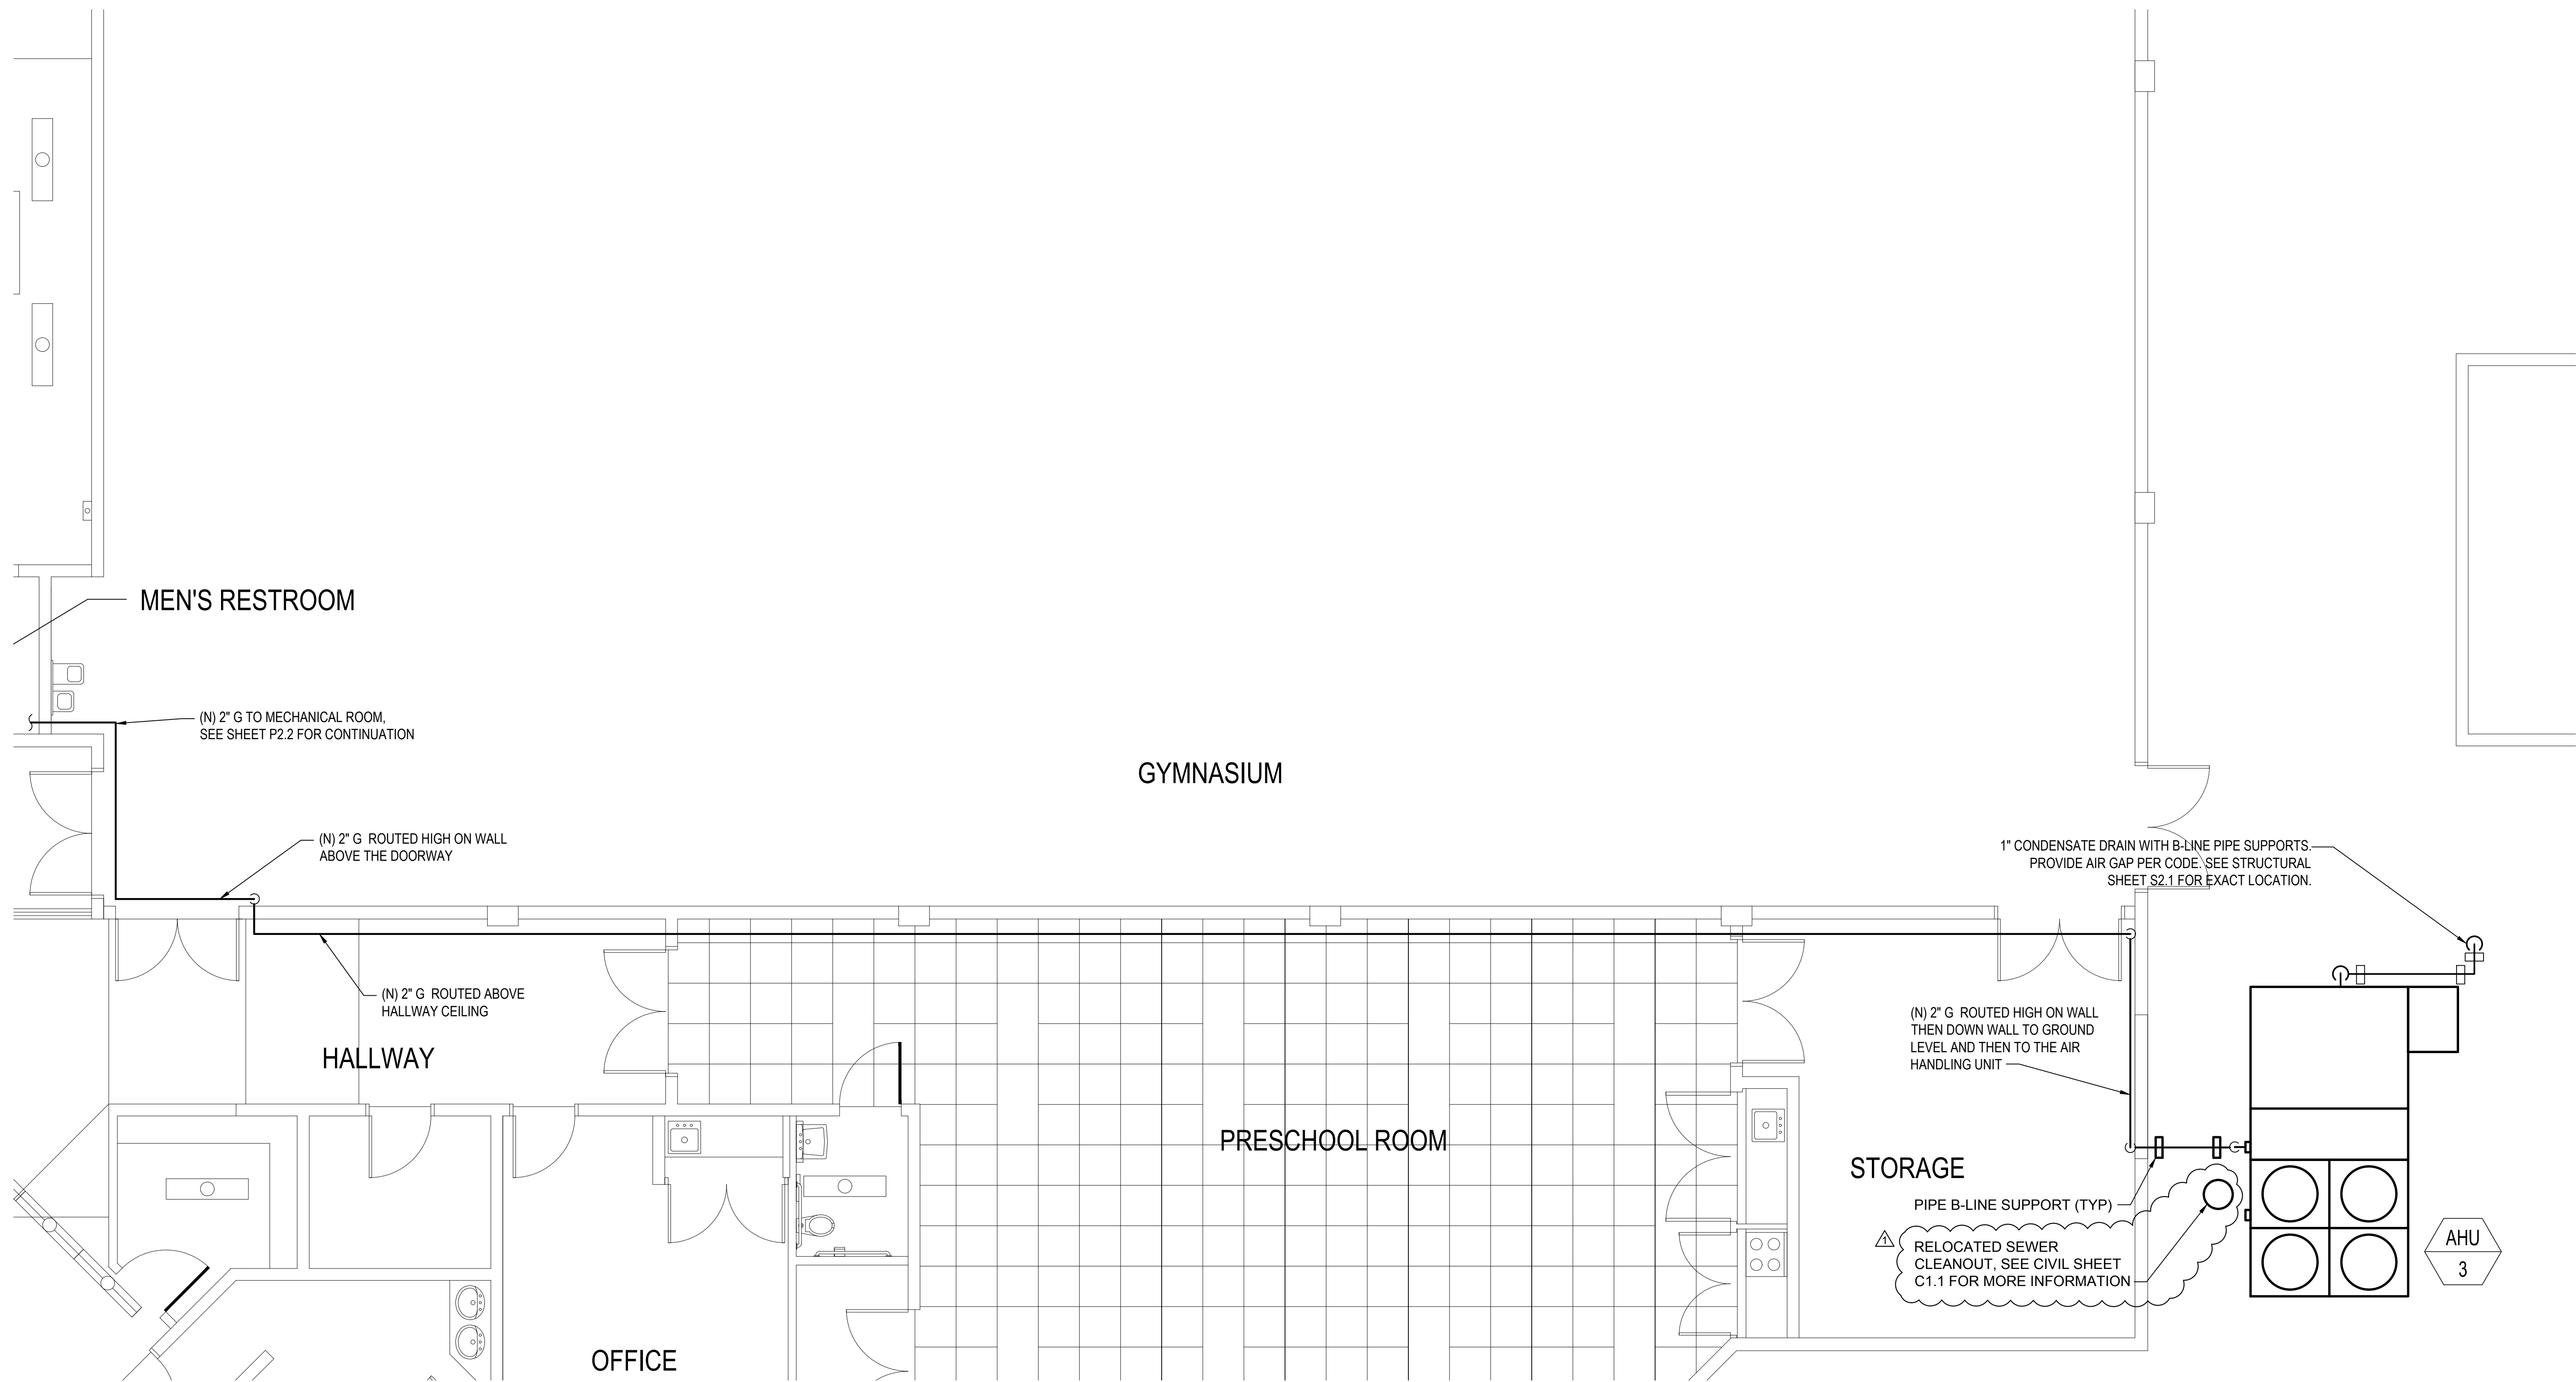 MEN'S RESTROOM
(N) 2" G TO MECHANICAL ROOM,
SEE SHEET P2.2 FOR CONTINUATION
GYMNASIUM
(N) 2" G ROUTED HIGH ON WALL
ABOVE THE DOORWAY
1" CONDENSATE DRAIN WITH B-LINE PIPE SUPPORTS.
PROVIDE AIR GAP PER CODE. SEE STRUCTURAL
SHEET S2.1 FOR EXACT LOCATION.
(N) 2" G ROUTED ABOVE
HALLWAY CEILING
HALLWAY
(N) 2" G ROUTED HIGH ON WALL
THEN DOWN WALL TO GROUND
LEVEL AND THEN TO THE AIR
HANDLING UNIT
PRESCHOOL ROOM
STORAGE
PIPE B-LINE SUPPORT (TYP)
1
RELOCATED SEWER
CLEANOUT, SEE CIVIL SHEET
C1.1 FOR MORE INFORMATION
AHU
3
OFFICE